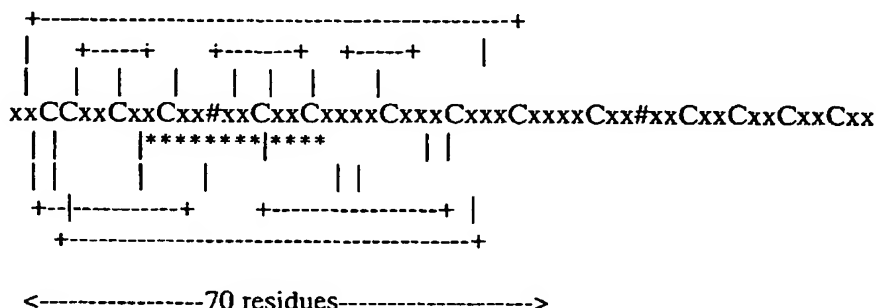 +-----------------------------------------------+
| +-----+ +-------+ +-----+ |
| | | | | | | |
xxCCxxCxxCxx#xxCxxCxxxxCxxxCxxxCxxxxCxx#xxCxxCxxCxxCxx
| | |********|**** | |
| | | | | |
+--|----------+ +----------------+ |
+--------------------------------------+
<-----------------70 residues------------------->